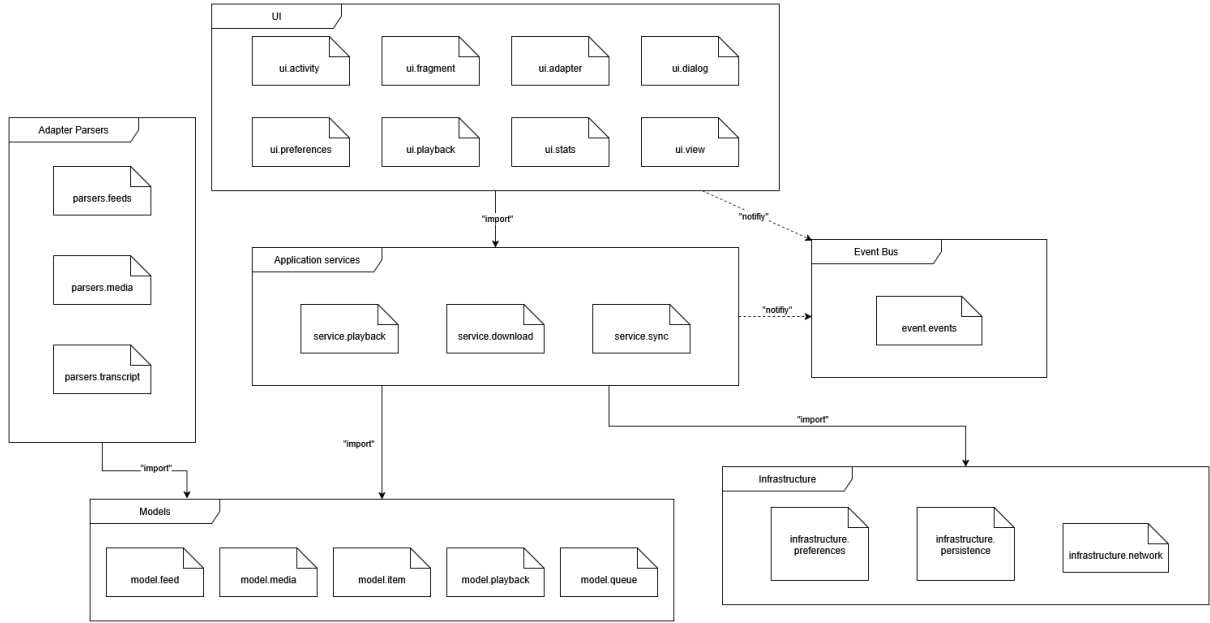 UI
ui.activity
ui.fragment
ui.adapter
ui.dialog
ui.preferences
ui.playback
ui.stats
ui.view
Adapter Parsers
parsers.feeds
parsers.media
parsers.transcript
"import"
"notifiy"
Application services
service.playback
service.download
service.sync
"notifiy"
Event Bus
event.events
"import"
"import"
"import"
Models
model.feed
model.media
model.item
model.playback
model.queue
Infrastructure
infrastructure.
preferences
infrastructure.
persistence
infrastructure.network